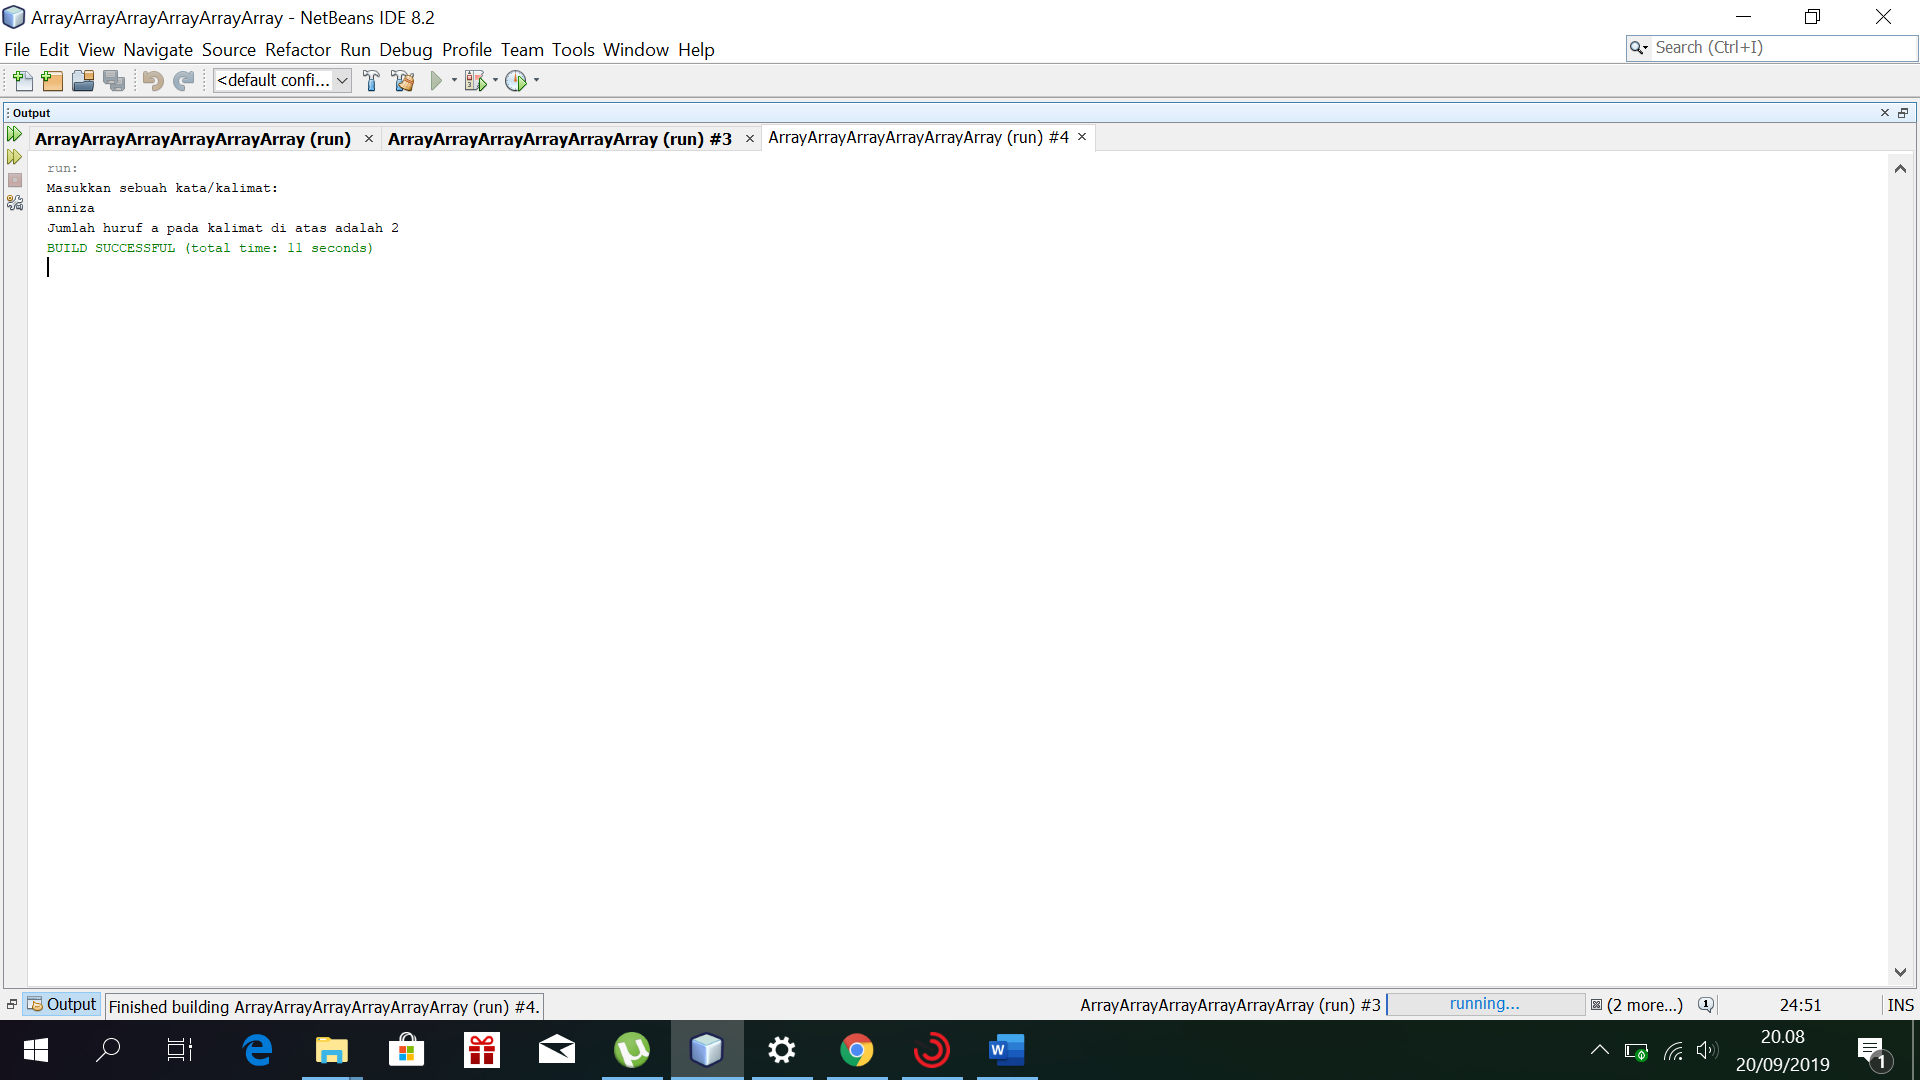 ArrayArrayArrayArrayArrayArray - NetBeans IDE 8.2
File Edit View Navigate Source Refactor Run Debug Profile Team Tools Window Help
Search (Ctrl+I)
<default confi...
Output
ArrayArrayArrayArrayArrayArray (run) ArrayArrayArrayArrayArrayArray (run) #3 ArrayArrayArrayArrayArrayArray (run) #4
run:
Masukkan sebuah kata/kalimat:
anniza
Jumlah huruf a pada kalimat di atas adalah 2
BUILD SUCCESSFUL (total time: 11 seconds)
Output Finished building ArrayArrayArrayArrayArrayArray (run) #4. ArrayArrayArrayArrayArrayArray (run) #3 running... (2 more...) 24:51 INS
20.08
20/09/2019
1